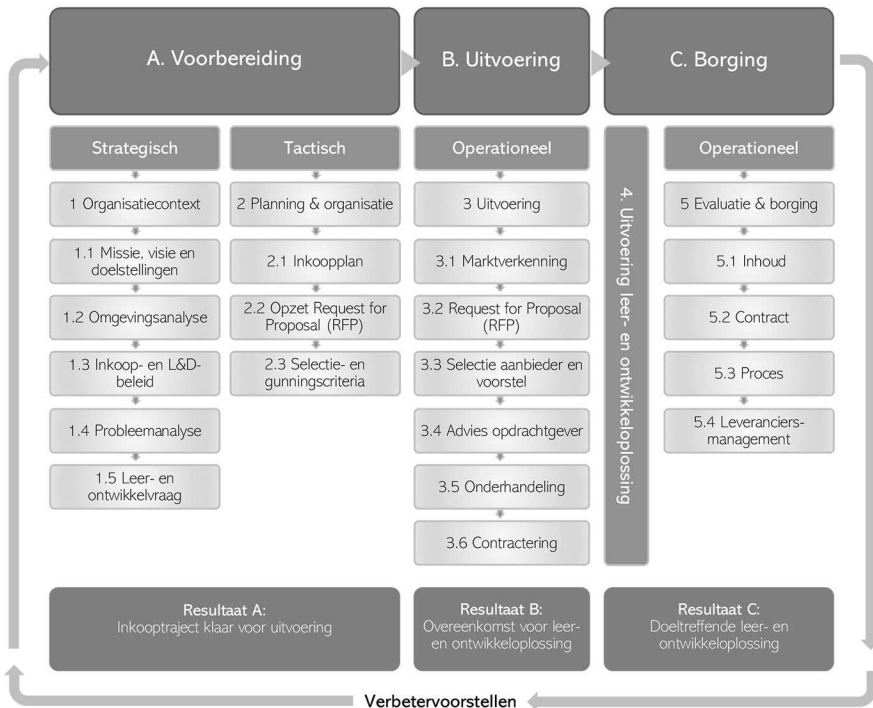 A. Voorbereiding
B. Uitvoering
C. Borging
Strategisch
1 Organisatiecontext
1.1 Missie, visie en
doelstellingen
1.2 Omgevingsanalyse
1.3 Inkoop- en L&D-
beleid
1.4 Probleemanalyse
1.5 Leer- en
ontwikkelvraag
Tactisch
2 Planning & organisatie
2.1 Inkoopplan
2.2 Opzet Request for
Proposal (RFP)
2.3 Selectie- en
gunningscriteria
Operationeel
3 Uitvoering
3.1 Marktverkenning
3.2 Request for Proposal
(RFP)
3.3 Selectie aanbieder en
voorstel
3.4 Advies opdrachtgever
3.5 Onderhandeling
3.6 Contractering
4. Uitvoering leer- en ontwikkeloplossing
Operationeel
5 Evaluatie & borging
5.1 Inhoud
5.2 Contract
5.3 Proces
5.4 Leveranciers-
management
Resultaat A:
Inkooptraject klaar voor uitvoering
Resultaat B:
Overeenkomst voor leer-
en ontwikkeloplossing
Resultaat C:
Doeltreffende leer- en
ontwikkeloplossing
Verbetervoorstellen